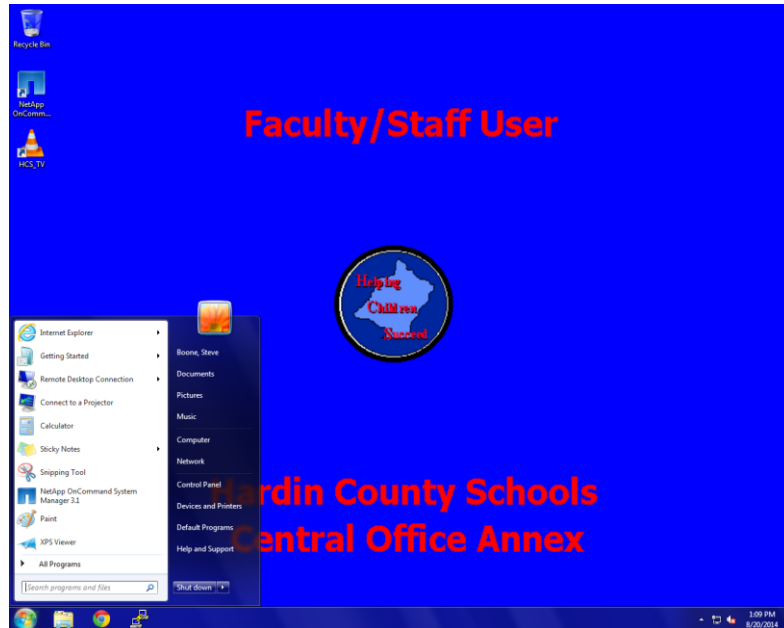 Recycle Bin
NetApp
OnComm...
HCS_TV
Faculty/Staff User
Helping
Children
Succeed
Hardin County Schools
Central Office Annex
Internet Explorer
Getting Started
Remote Desktop Connection
Connect to a Projector
Calculator
Sticky Notes
Snipping Tool
NetApp OnCommand System
Manager 3.1
Paint
XPS Viewer
All Programs
Search programs and files
Boone, Steve
Documents
Pictures
Music
Computer
Network
Control Panel
Devices and Printers
Default Programs
Help and Support
Shut down
1:09 PM
8/20/2014